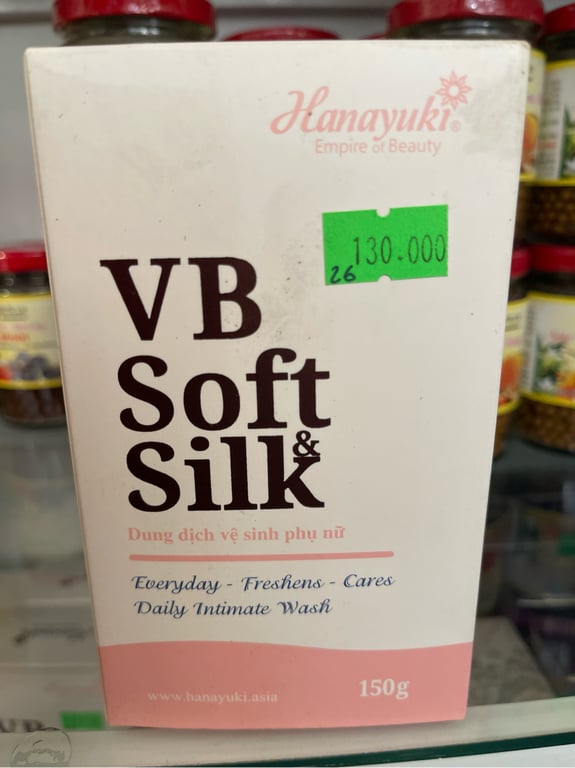 Hanayuki®
Empire of Beauty
130.000
26
VB
Soft
&
Silk
Dung dịch vệ sinh phụ nữ
Everyday - Freshens - Cares
Daily Intimate Wash
www.hanayuki.asia
150g
VB